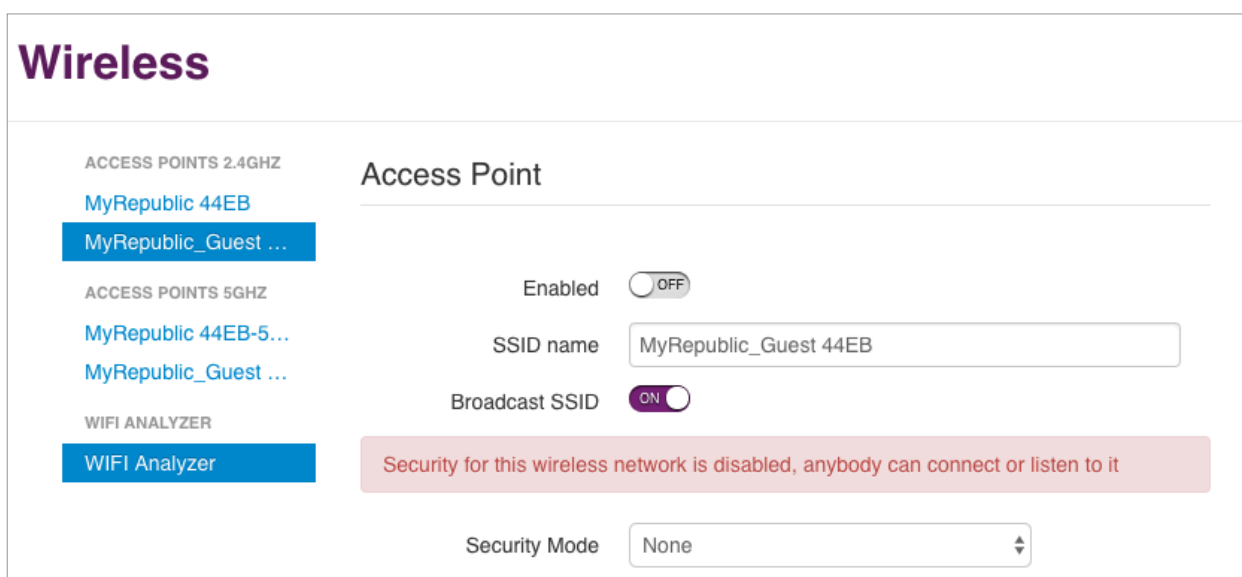 Wireless
ACCESS POINTS 2.4GHZ
MyRepublic 44EB
MyRepublic_Guest ...
ACCESS POINTS 5GHZ
MyRepublic 44EB-5...
MyRepublic_Guest ...
WIFI ANALYZER
WIFI Analyzer
Access Point
Enabled OFF
SSID name MyRepublic_Guest 44EB
Broadcast SSID ON
Security for this wireless network is disabled, anybody can connect or listen to it
Security Mode None